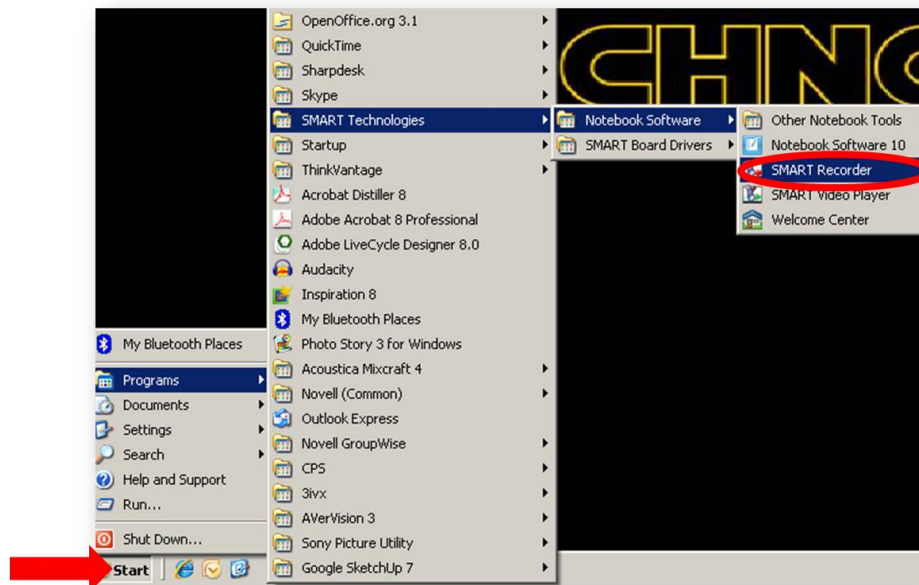 CHNO
OpenOffice.org 3.1
QuickTime
Sharpdesk
Skype
SMART Technologies
Startup
ThinkVantage
Acrobat Distiller 8
Adobe Acrobat 8 Professional
Adobe LiveCycle Designer 8.0
Audacity
Inspiration 8
My Bluetooth Places
Photo Story 3 for Windows
Acoustica Mixcraft 4
Novell (Common)
Outlook Express
Novell GroupWise
CPS
3ivx
AVerVision 3
Sony Picture Utility
Google SketchUp 7
Notebook Software
SMART Board Drivers
Other Notebook Tools
Notebook Software 10
SMART Recorder
SMART Video Player
Welcome Center
My Bluetooth Places
Programs
Documents
Settings
Search
Help and Support
Run...
Shut Down...
Start